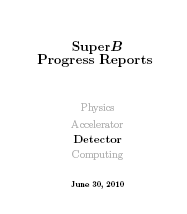 SuperB
Progress Reports
Physics
Accelerator
Detector
Computing
June 30, 2010